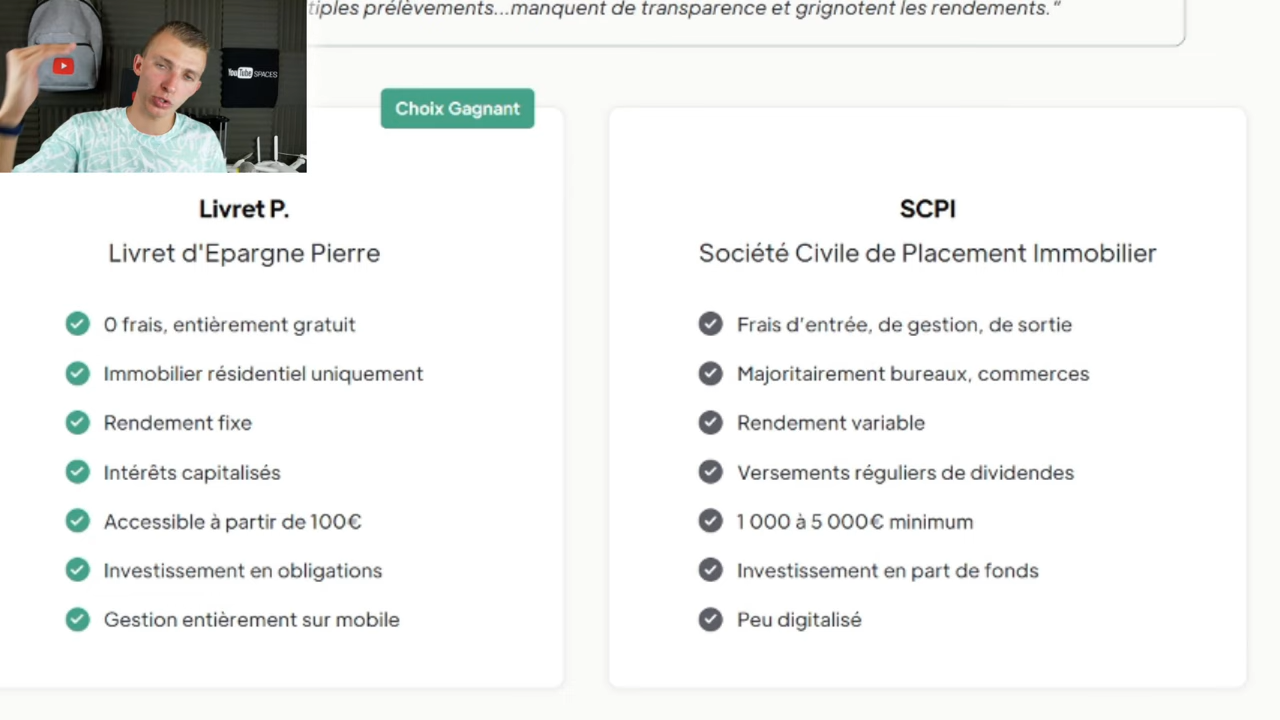 tiples prélèvements...manquent de transparence et grignotent les rendements."
YouTube SPACES
Choix Gagnant
Livret P.
Livret d'Epargne Pierre
0 frais, entièrement gratuit
Immobilier résidentiel uniquement
Rendement fixe
Intérêts capitalisés
Accessible à partir de 100€
Investissement en obligations
Gestion entièrement sur mobile
SCPI
Société Civile de Placement Immobilier
Frais d'entrée, de gestion, de sortie
Majoritairement bureaux, commerces
Rendement variable
Versements réguliers de dividendes
1 000 à 5 000€ minimum
Investissement en part de fonds
Peu digitalisé